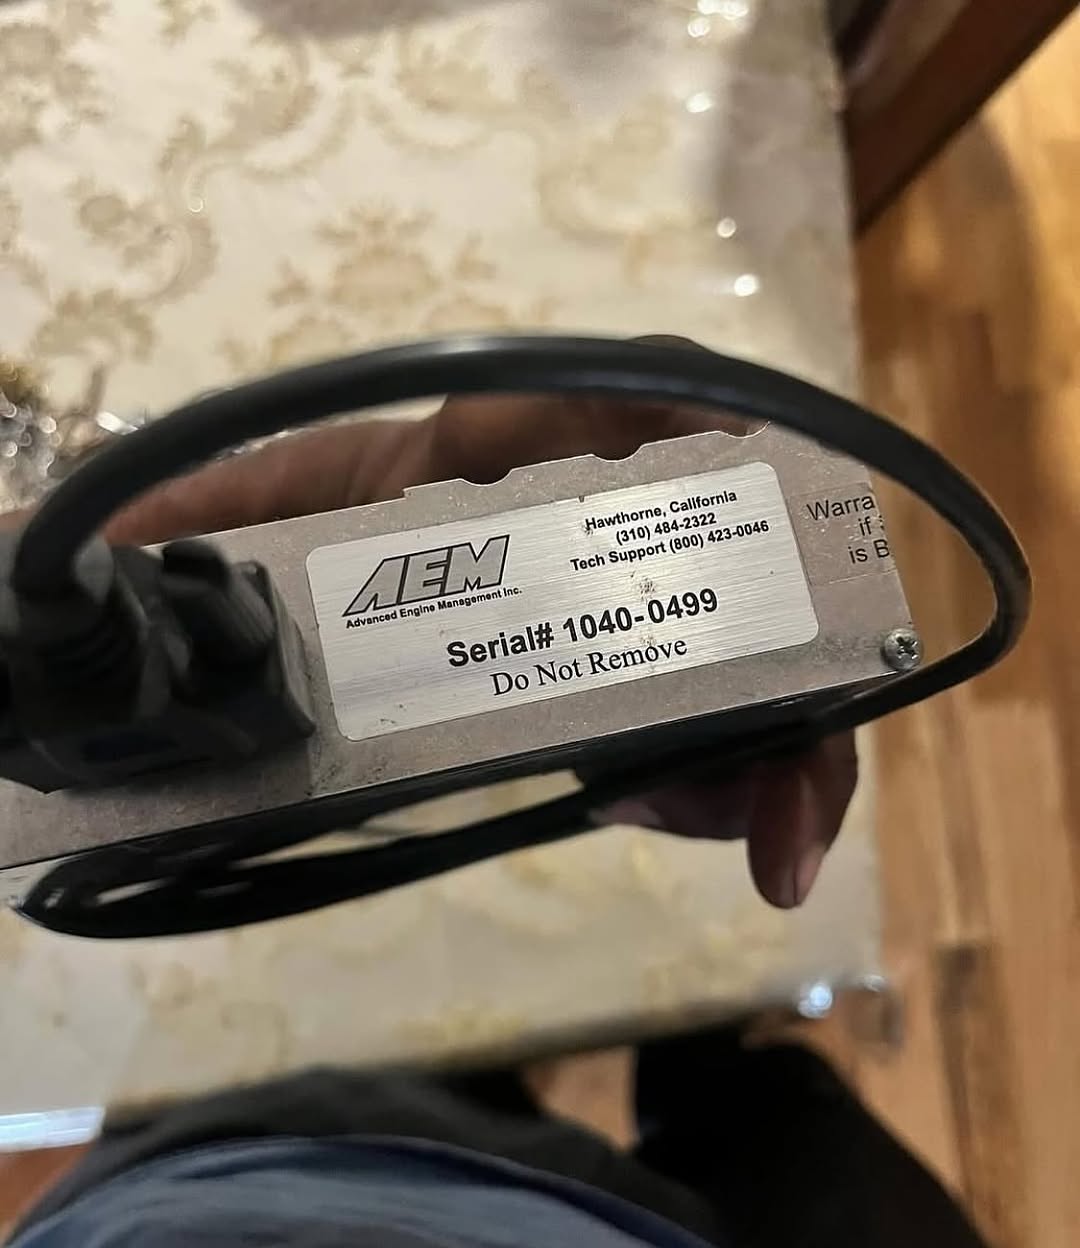 AEM
Advanced Engine Management Inc.
Hawthorne, California
(310) 484-2322
Tech Support (800) 423-0046
Serial# 1040-0499
Do Not Remove
Warra
if
is B